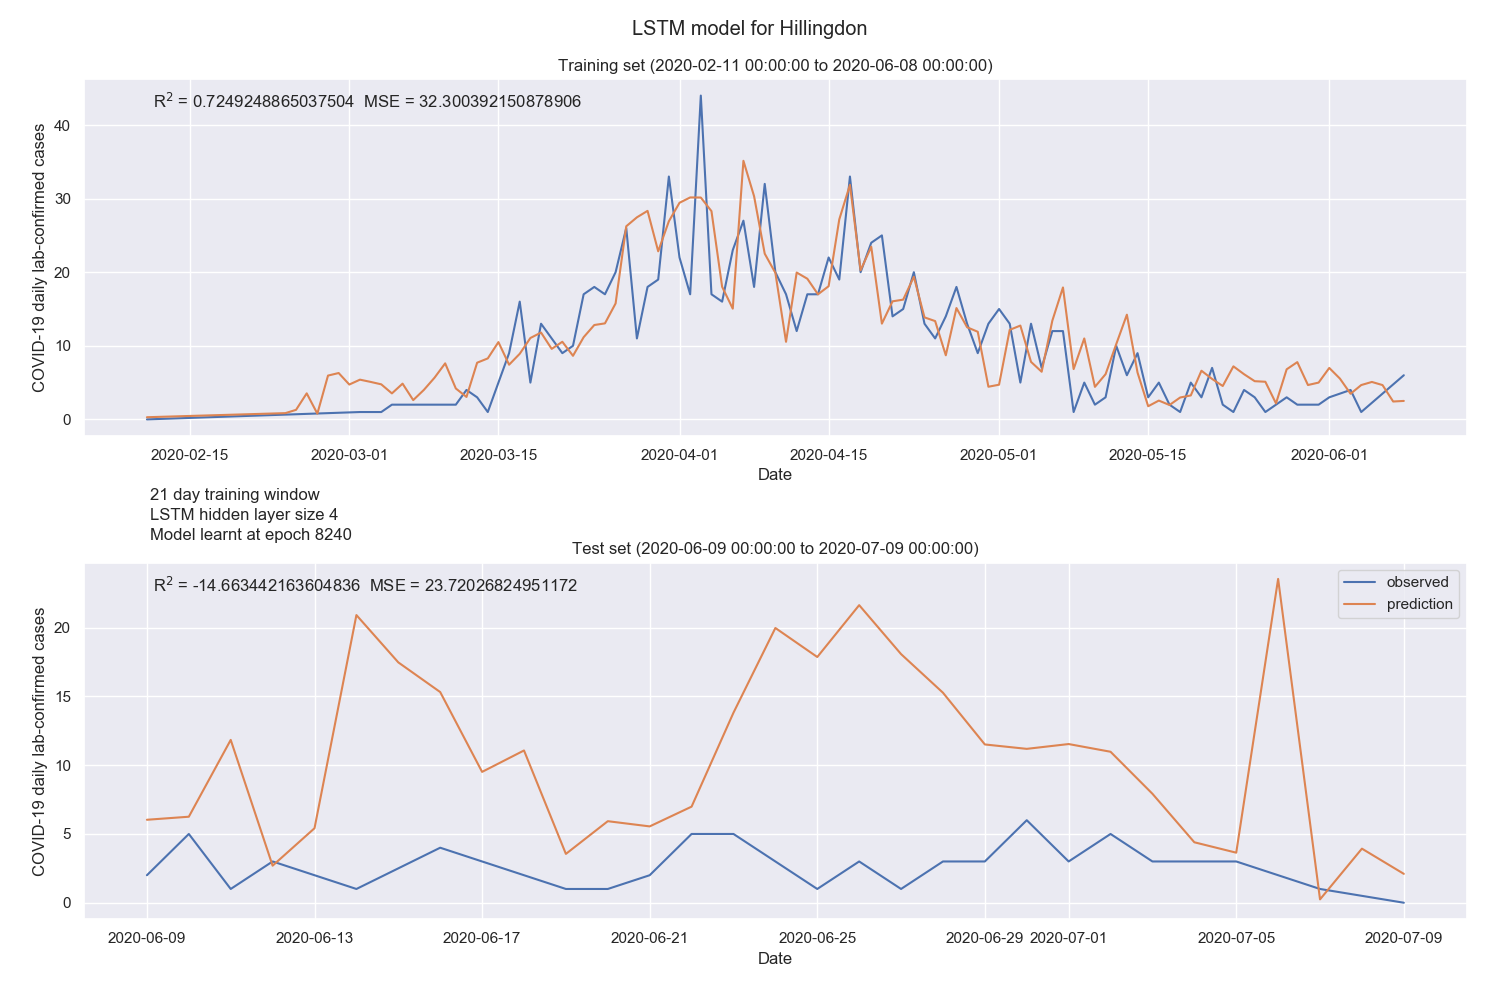 LSTM model for Hillingdon
Training set (2020-02-11 00:00:00 to 2020-06-08 00:00:00)
R² = 0.7249248865037504 MSE = 32.300392150878906
COVID-19 daily lab-confirmed cases
40
30
20
10
0
2020-02-15 2020-03-01 2020-03-15 2020-04-01 2020-04-15 2020-05-01 2020-05-15 2020-06-01
Date
21 day training window
LSTM hidden layer size 4
Model learnt at epoch 8240
Test set (2020-06-09 00:00:00 to 2020-07-09 00:00:00)
R² = -14.663442163604836 MSE = 23.72026824951172
observed
prediction
COVID-19 daily lab-confirmed cases
20
15
10
5
0
2020-06-09 2020-06-13 2020-06-17 2020-06-21 2020-06-25 2020-06-29 2020-07-01 2020-07-05 2020-07-09
Date